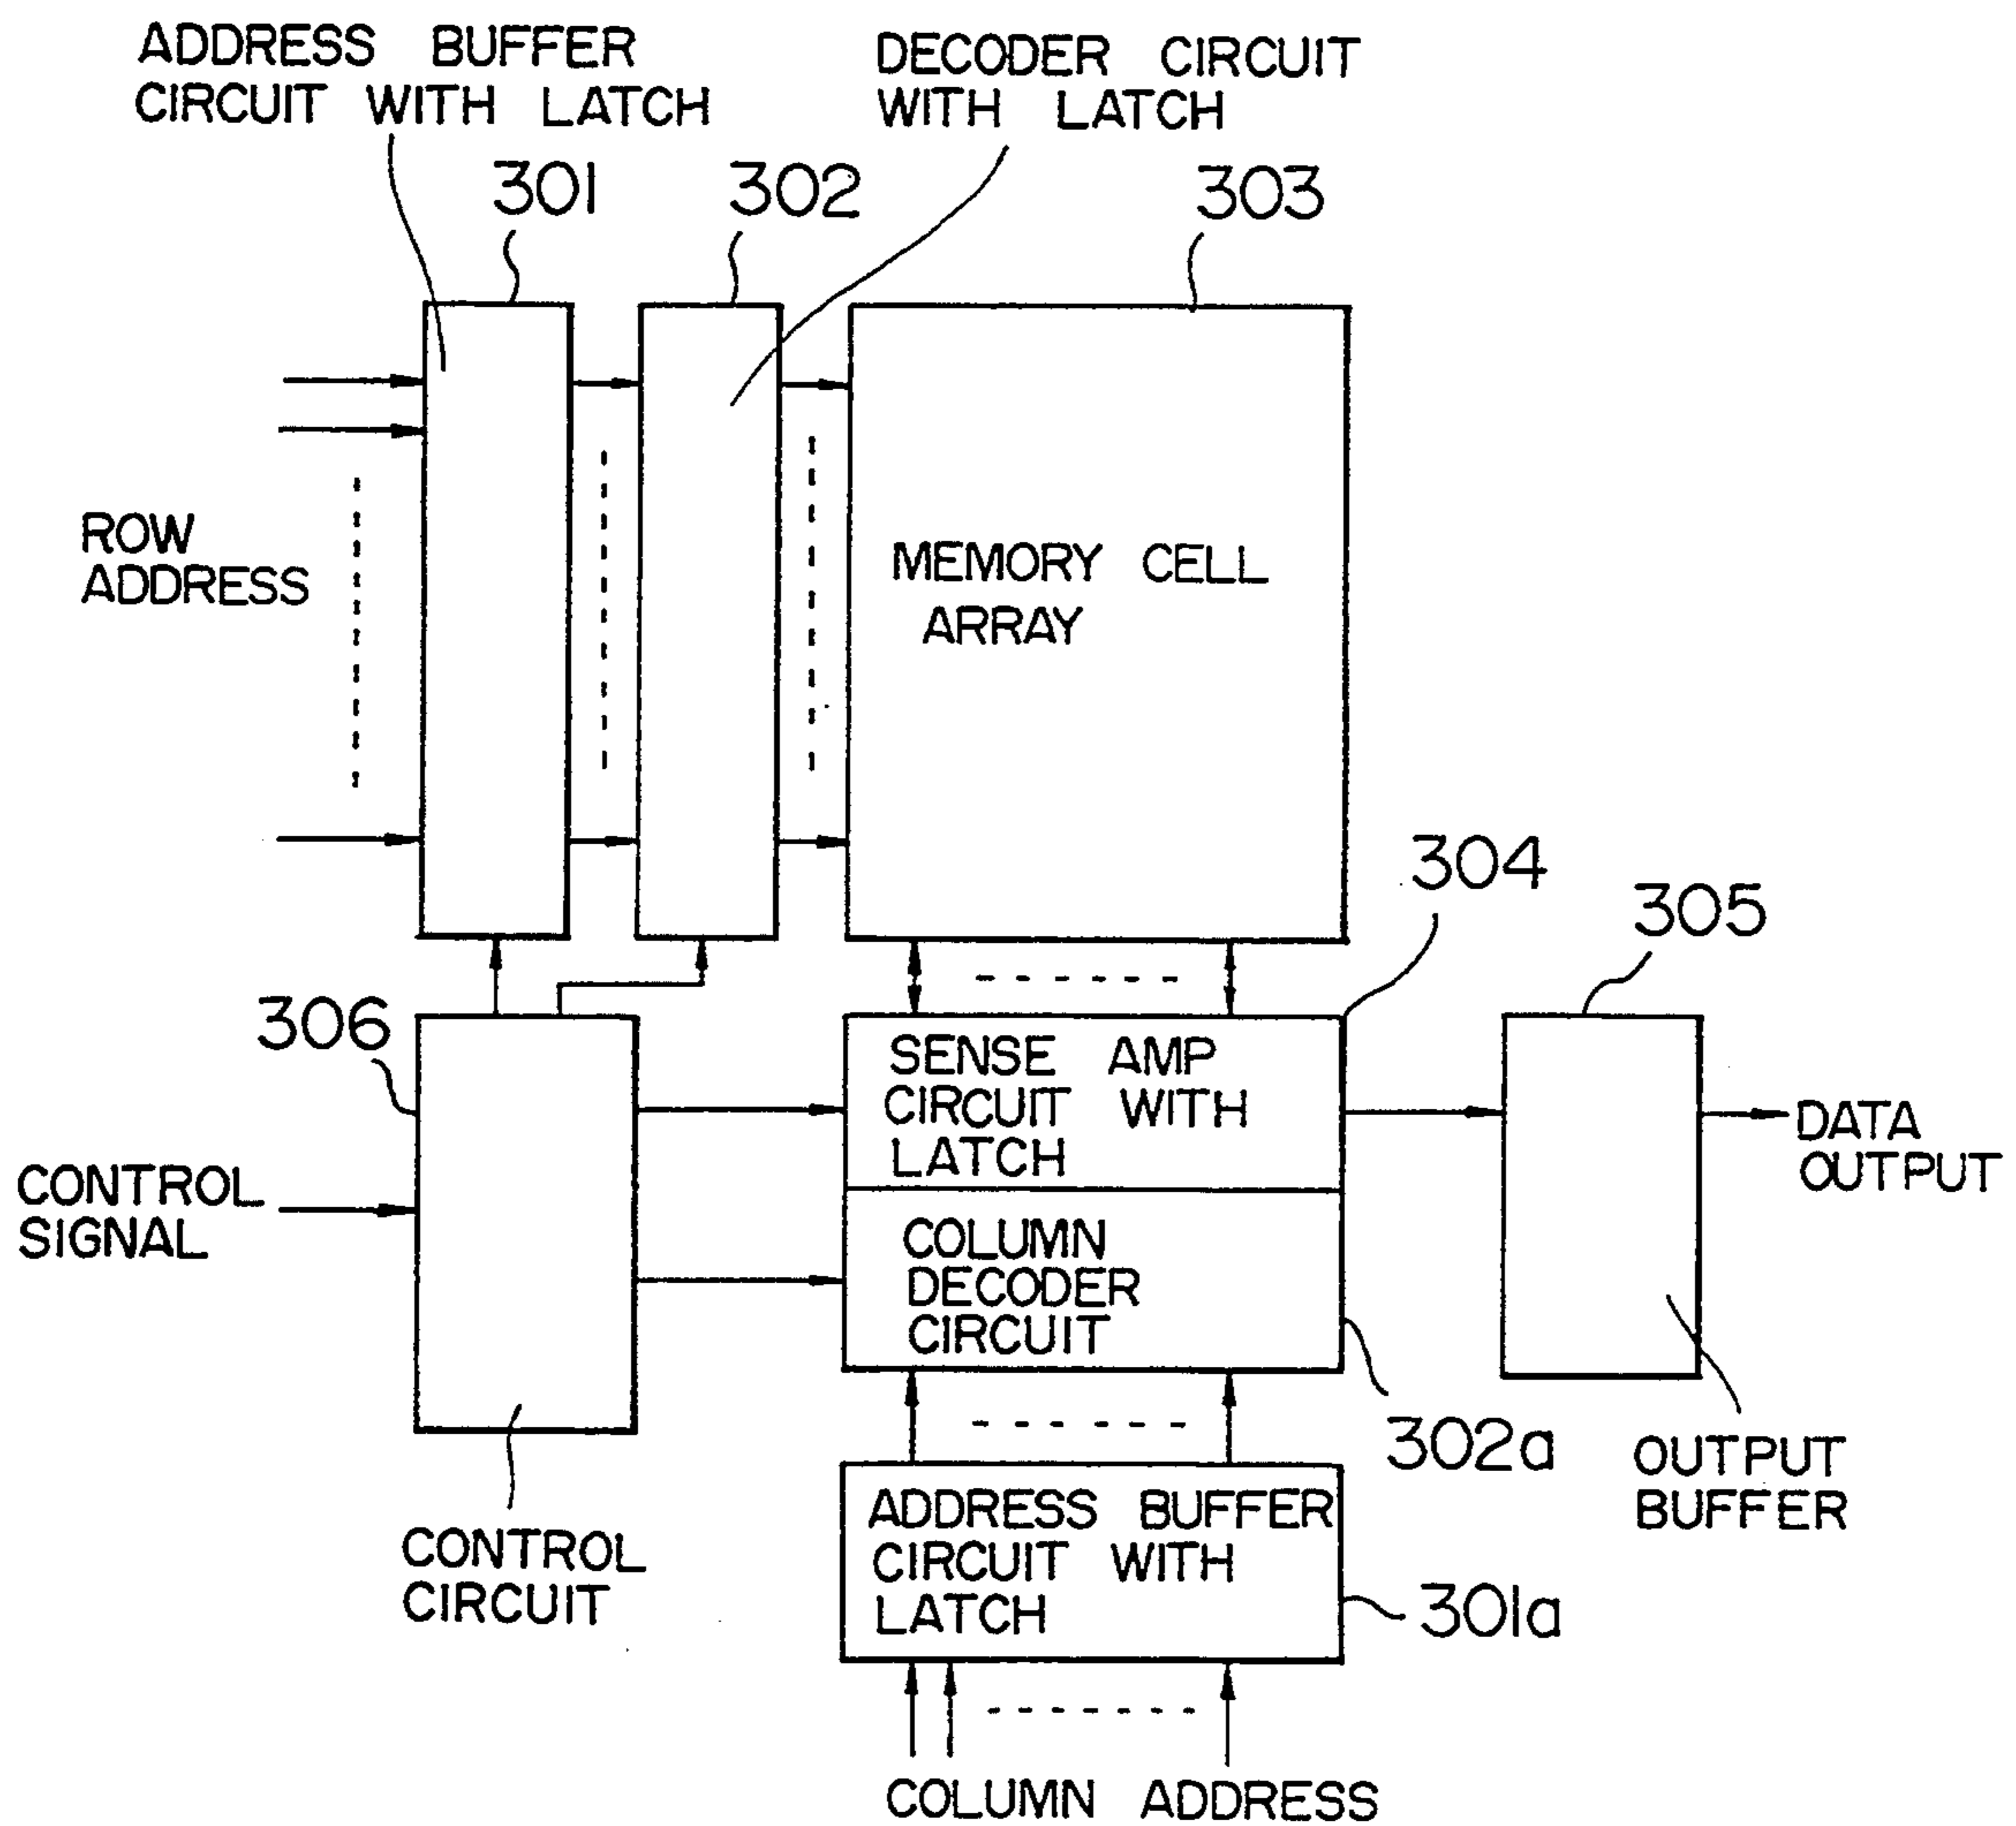 ADDRESS BUFFER
CIRCUIT WITH LATCH
DECODER CIRCUIT
WITH LATCH
301
302
303
ROW
ADDRESS
MEMORY CELL
ARRAY
304
305
306
SENSE AMP
CIRCUIT WITH
LATCH
DATA
OUTPUT
CONTROL
SIGNAL
COLUMN
DECODER
CIRCUIT
302a
OUTPUT
BUFFER
CONTROL
CIRCUIT
ADDRESS BUFFER
CIRCUIT WITH
LATCH
301a
COLUMN ADDRESS